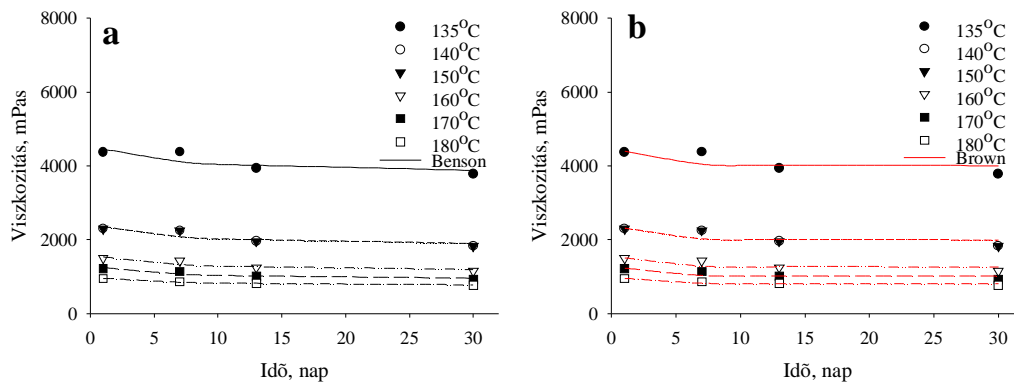 a
8000
6000
4000
2000
0
Viszkozitás, mPas
0 5 10 15 20 25 30
Idõ, nap
135°C
140°C
150°C
160°C
170°C
180°C
Benson
b
8000
6000
4000
2000
0
Viszkozitás, mPas
0 5 10 15 20 25 30
Idõ, nap
135°C
140°C
150°C
160°C
170°C
180°C
Brown